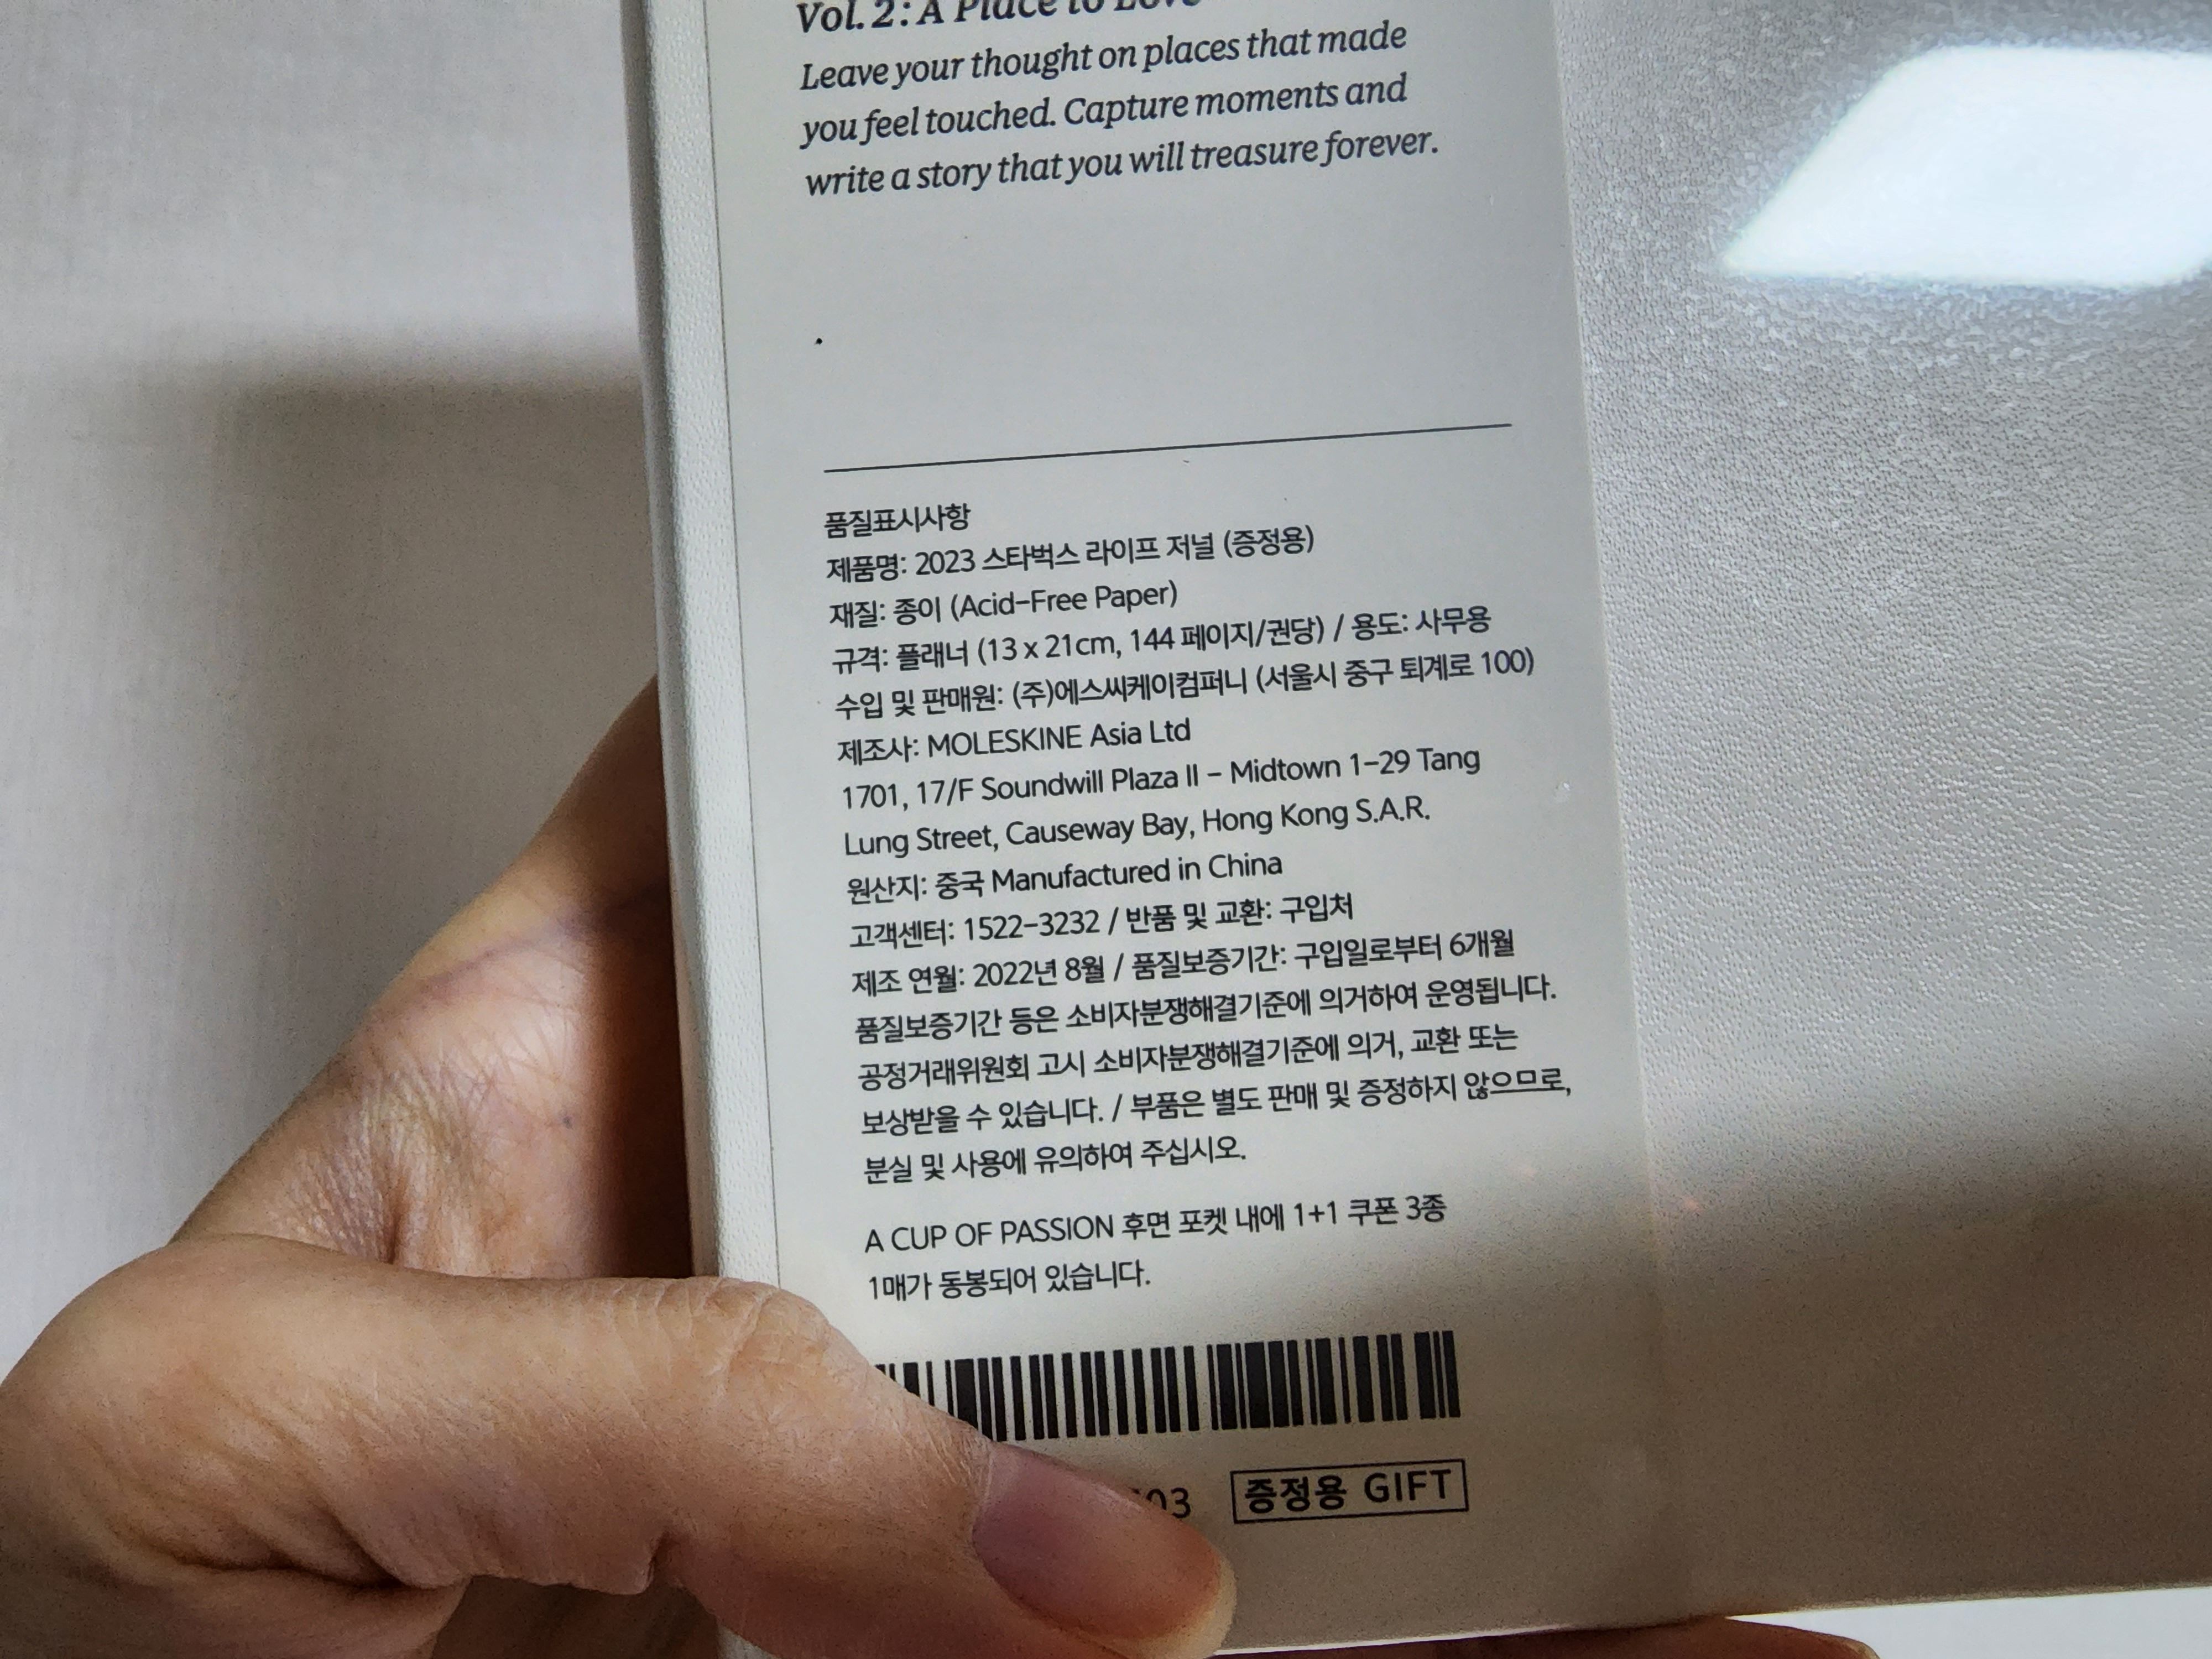 Vol. 2 : A Place to Love
Leave your thought on places that made
you feel touched. Capture moments and
write a story that you will treasure forever.
품질표시사항
제품명: 2023 스타벅스 라이프 저널 (증정용)
재질: 종이 (Acid-Free Paper)
규격: 플래너 (13 x 21cm, 144 페이지/권당) / 용도: 사무용
수입 및 판매원: (주)에스씨케이컴퍼니 (서울시 중구 퇴계로 100)
제조사: MOLESKINE Asia Ltd
1701, 17/F Soundwill Plaza II - Midtown 1-29 Tang
Lung Street, Causeway Bay, Hong Kong S.A.R.
원산지: 중국 Manufactured in China
고객센터: 1522-3232 / 반품 및 교환: 구입처
제조 연월: 2022년 8월 / 품질보증기간: 구입일로부터 6개월
품질보증기간 등은 소비자분쟁해결기준에 의거하여 운영됩니다.
공정거래위원회 고시 소비자분쟁해결기준에 의거, 교환 또는
보상받을 수 있습니다. / 부품은 별도 판매 및 증정하지 않으므로,
분실 및 사용에 유의하여 주십시오.
A CUP OF PASSION 후면 포켓 내에 1+1 쿠폰 3종
1매가 동봉되어 있습니다.
증정용 GIFT